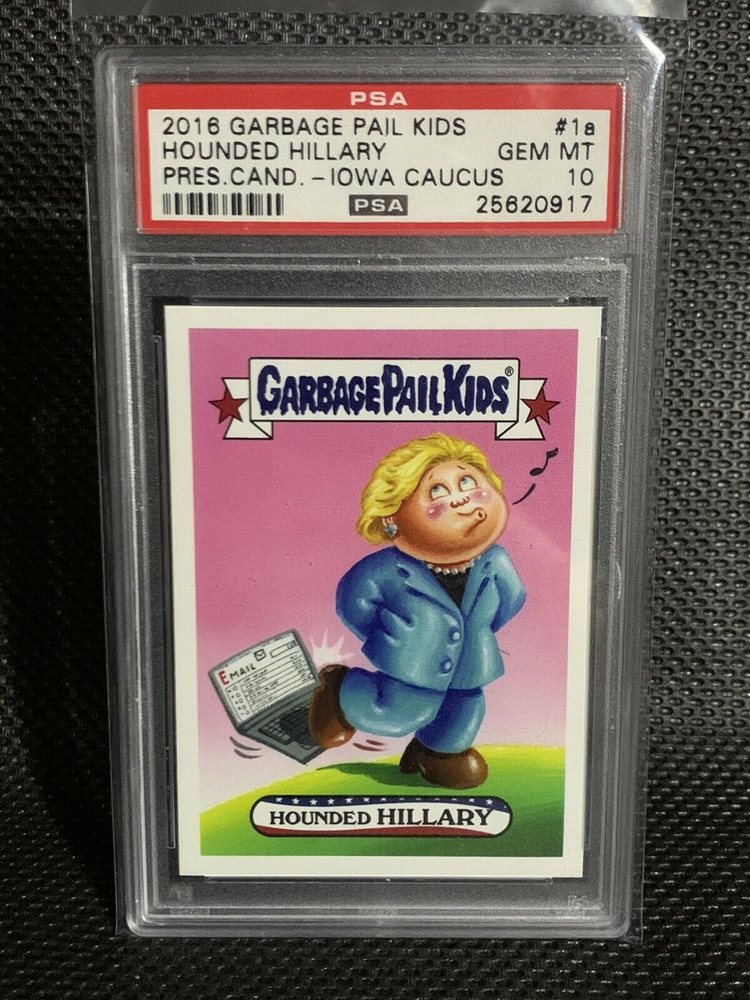 PSA
2016 GARBAGE PAIL KIDS #1a
HOUNDED HILLARY GEM MT
PRES.CAND.-IOWA CAUCUS 10
PSA 25620917
GARBAGE PAIL KIDS®
EMAIL
HOUNDED HILLARY